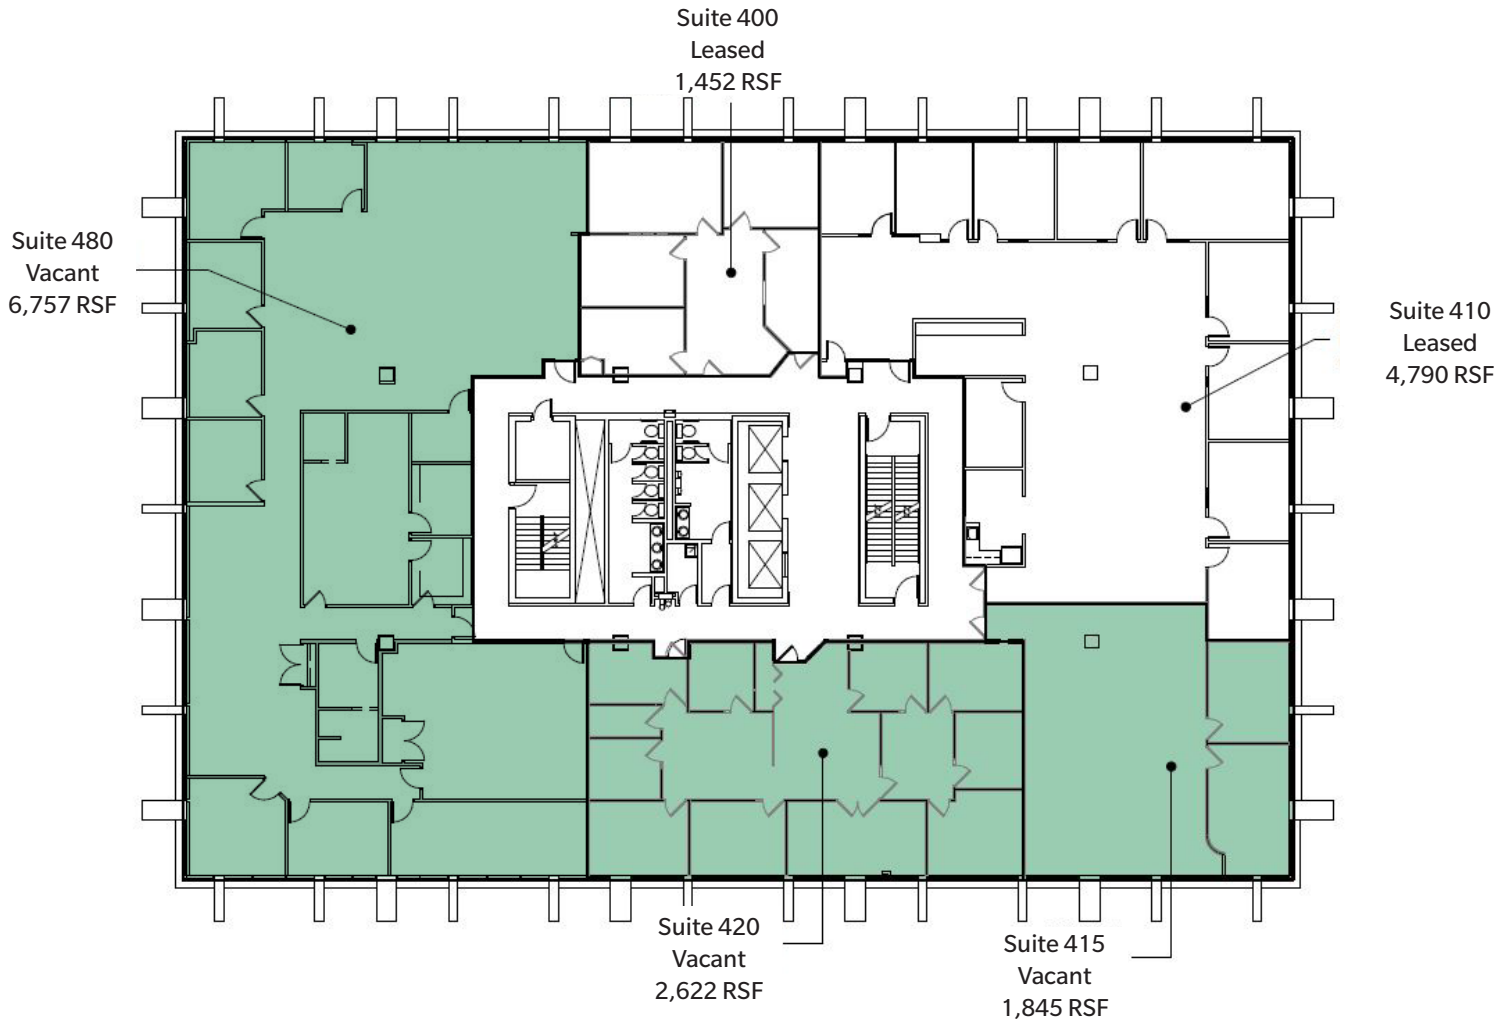 Suite 400
Leased
1,452 RSF
Suite 480
Vacant
6,757 RSF
Suite 410
Leased
4,790 RSF
Suite 420
Vacant
2,622 RSF
Suite 415
Vacant
1,845 RSF